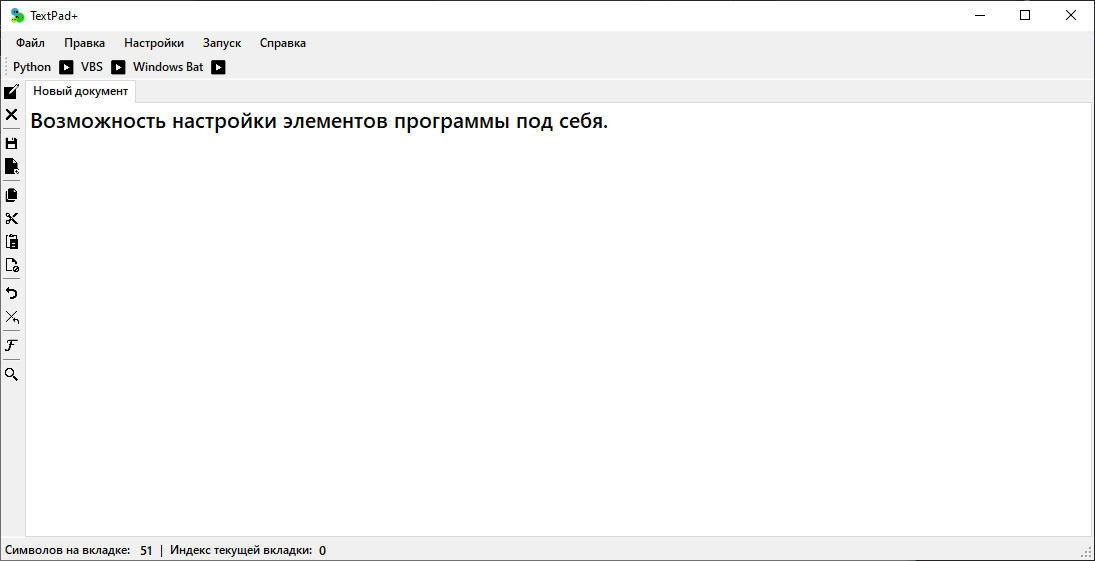 TextPad+
Файл Правка Настройки Запуск Справка
Python VBS Windows Bat
Новый документ
Возможность настройки элементов программы под себя.
Символов на вкладке: 51 | Индекс текущей вкладки: 0